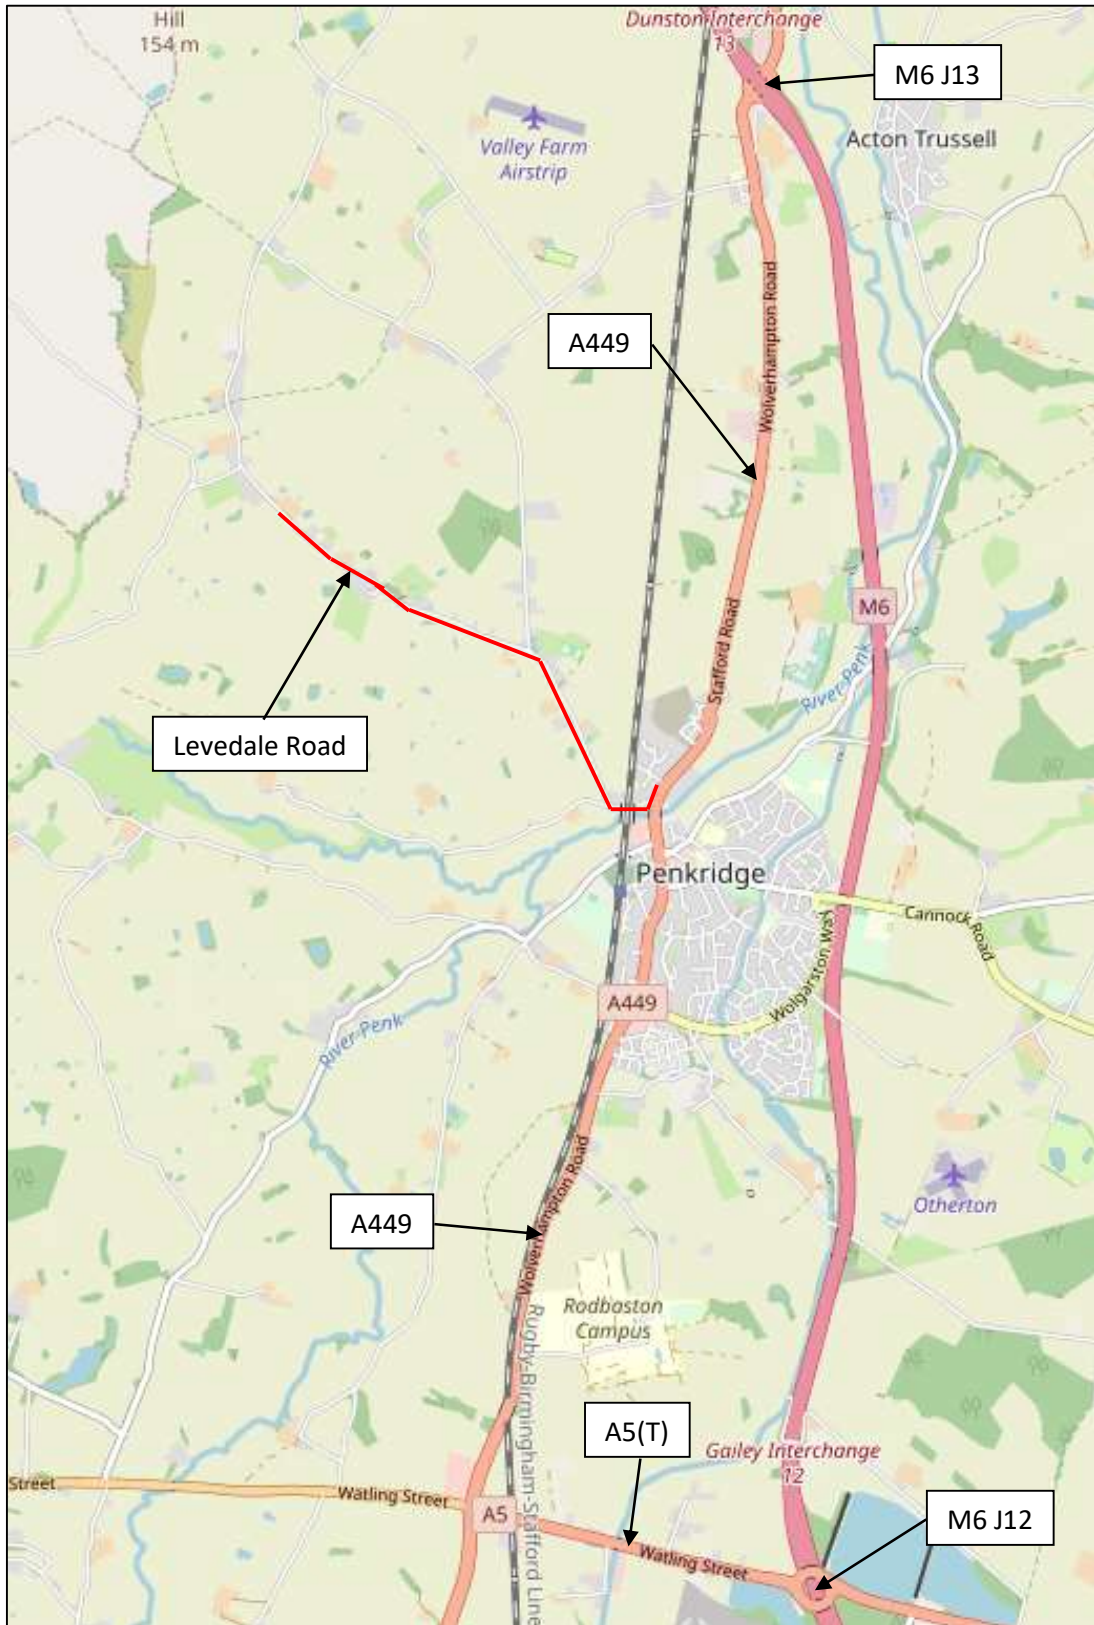 Hill
154 m
Dunston Interchange
13
M6 J13
Acton Trussell
Valley Farm
Airstrip
Wolverhampton Road
A449
M6
Stafford Road
River Penk
Levedale Road
Penkridge
Cannock Road
Wolgarston Way
A449
River Penk
Otherton
Wolverhampton Road
A449
Rodbaston
Campus
Rugby-Birmingham-Stafford Line
A5(T)
Gailey Interchange
12
Street
Watling Street
A5
M6 J12
Watling Street